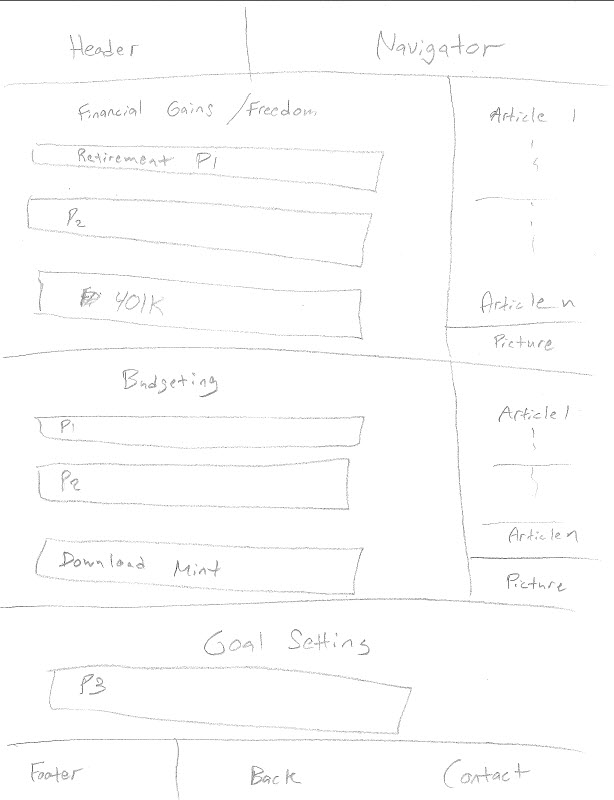 Header
Navigator
Financial Gains / Freedom
Retirement P1
P2
401K
Article 1
Article n
Picture
Budgeting
P1
P2
Download Mint
Article 1
Article n
Picture
Goal Setting
P3
Footer
Back
Contact